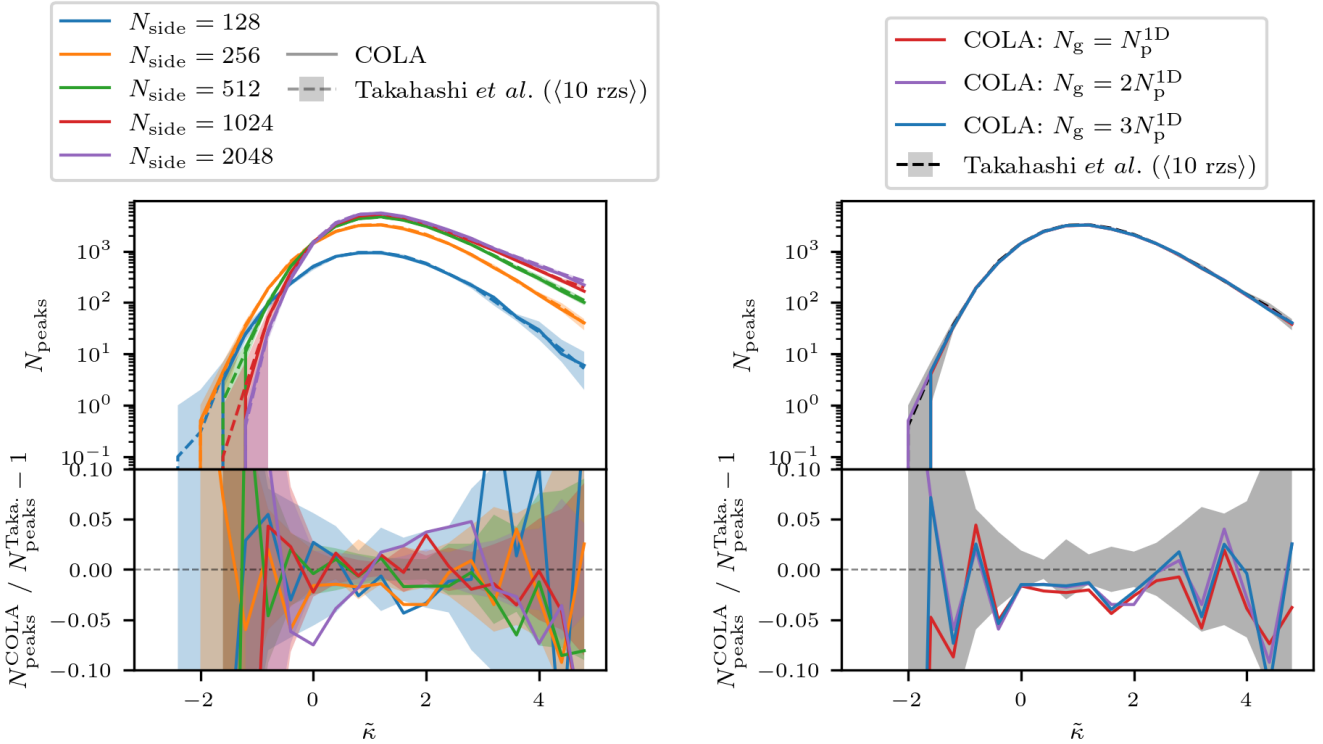 N_side = 128
N_side = 256
N_side = 512
N_side = 1024
N_side = 2048
COLA
Takahashi et al. (⟨10 rzs⟩)
N_peaks
10^3
10^2
10^1
10^0
10^−1
N_peaks^COLA / N_peaks^Taka. − 1
0.10
0.05
0.00
−0.05
−0.10
−2
0
2
4
κ̃
COLA: N_g = N_p^1D
COLA: N_g = 2N_p^1D
COLA: N_g = 3N_p^1D
Takahashi et al. (⟨10 rzs⟩)
N_peaks
10^3
10^2
10^1
10^0
10^−1
N_peaks^COLA / N_peaks^Taka. − 1
0.10
0.05
0.00
−0.05
−0.10
−2
0
2
4
κ̃